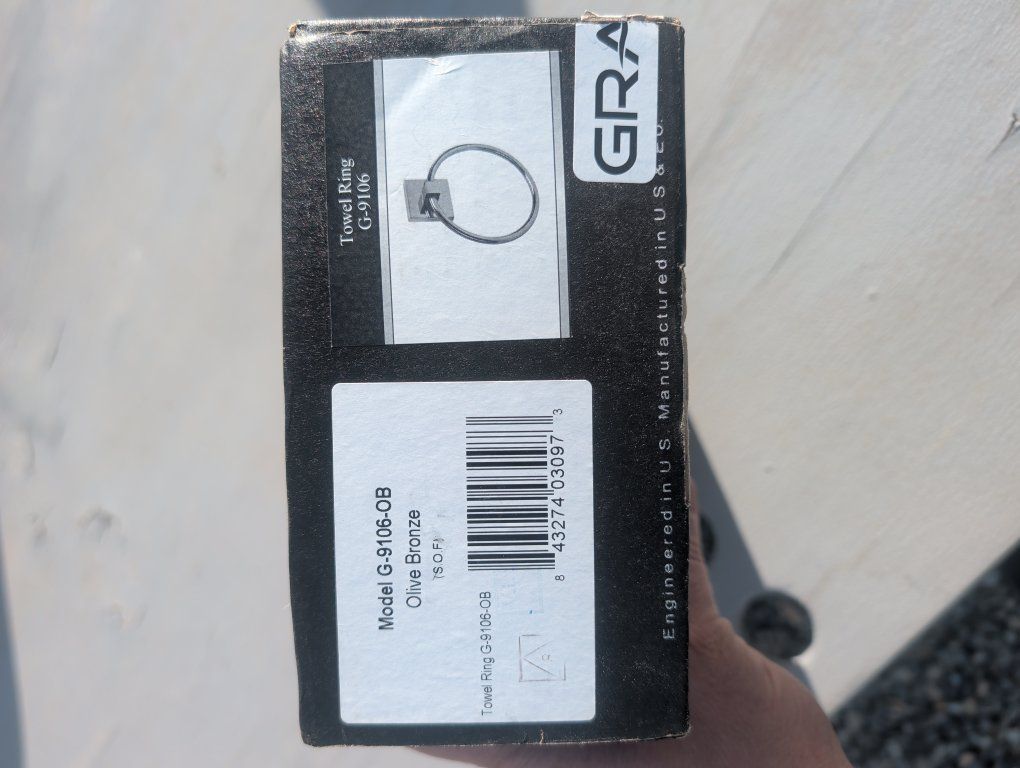 Towel Ring
G-9106
GRA
Model G-9106-OB
Olive Bronze
Towel Ring G-9106-OB
8 43274 03097 3
Engineered in U S. Manufactured in U S & E U.